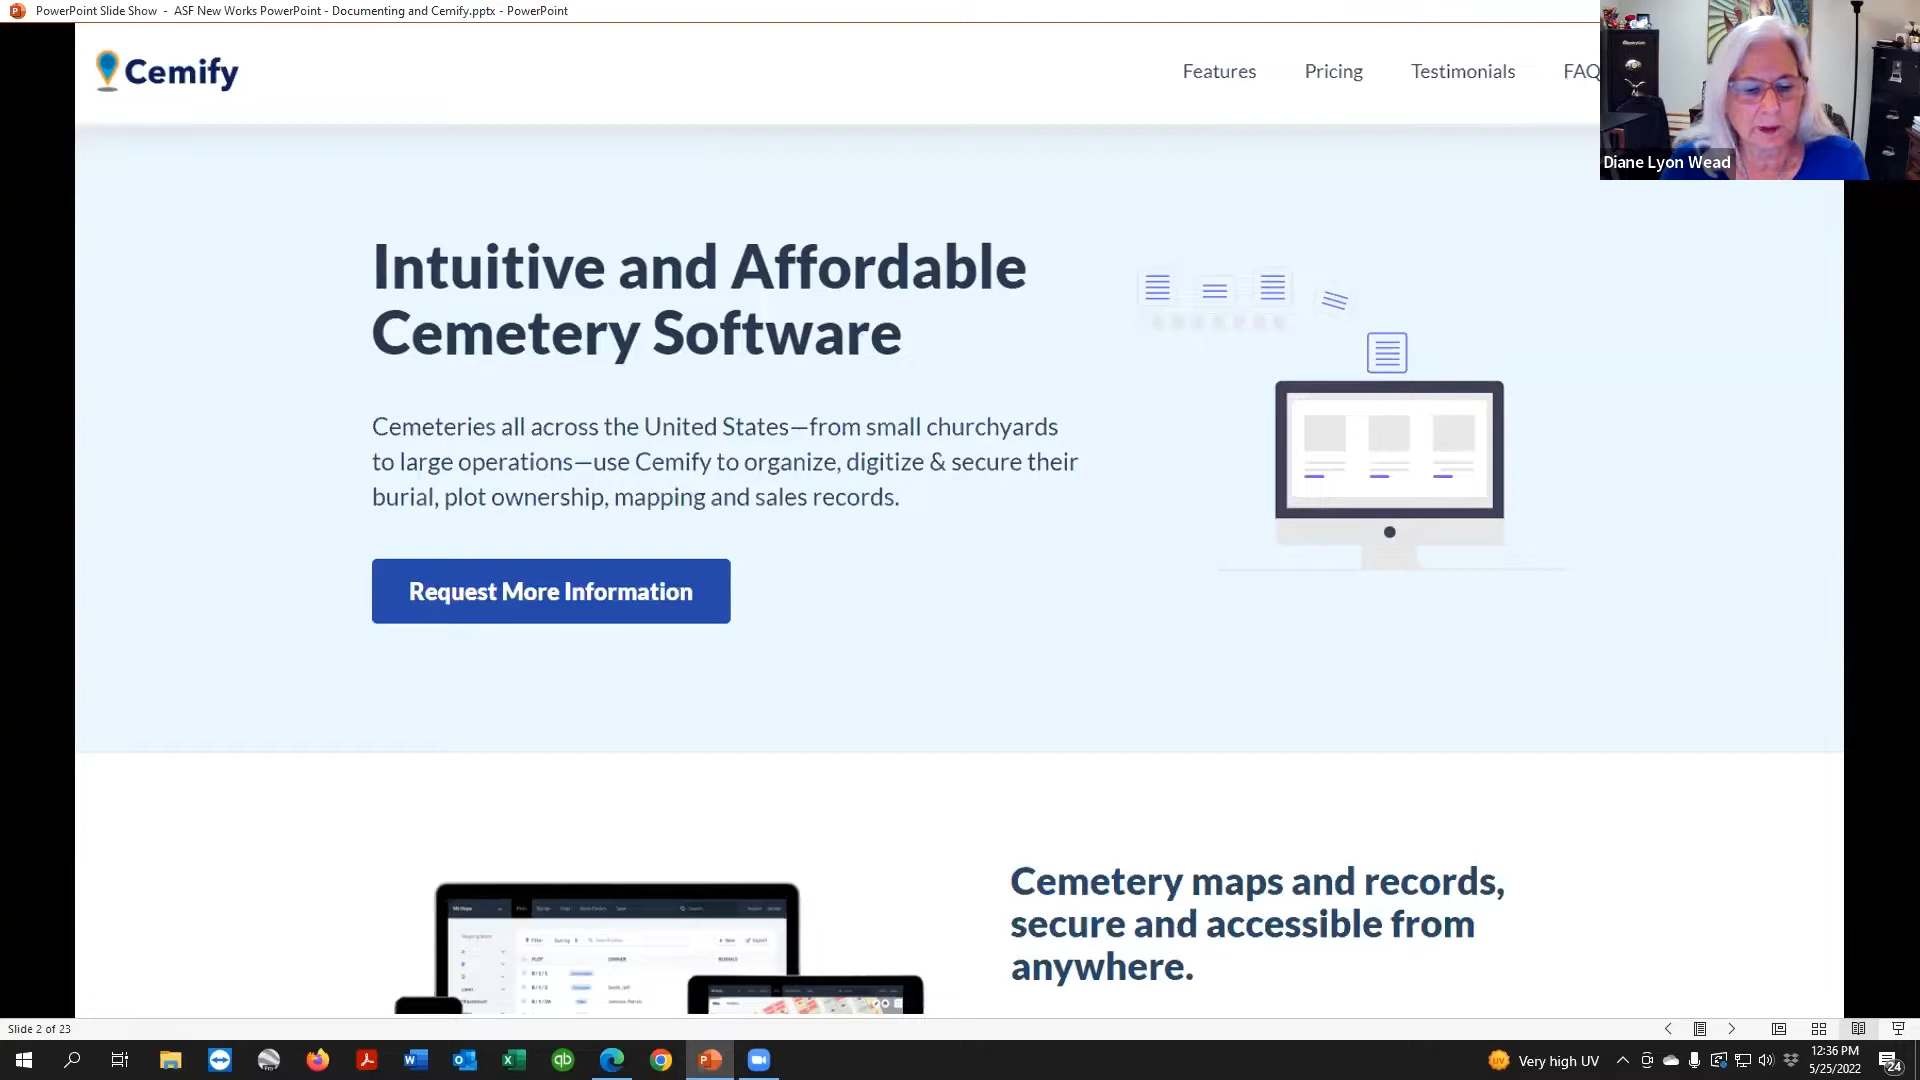 PowerPoint Slide Show - ASF New Works PowerPoint - Documenting and Cemify.pptx - PowerPoint
Cemify
Features Pricing Testimonials FAQ
Diane Lyon Wead
Intuitive and Affordable
Cemetery Software
Cemeteries all across the United States—from small churchyards
to large operations—use Cemify to organize, digitize & secure their
burial, plot ownership, mapping and sales records.
Request More Information
Cemetery maps and records,
secure and accessible from
anywhere.
PLOT OWNER BURIALS
Slide 2 of 23
Very high UV
12:36 PM
5/25/2022
24